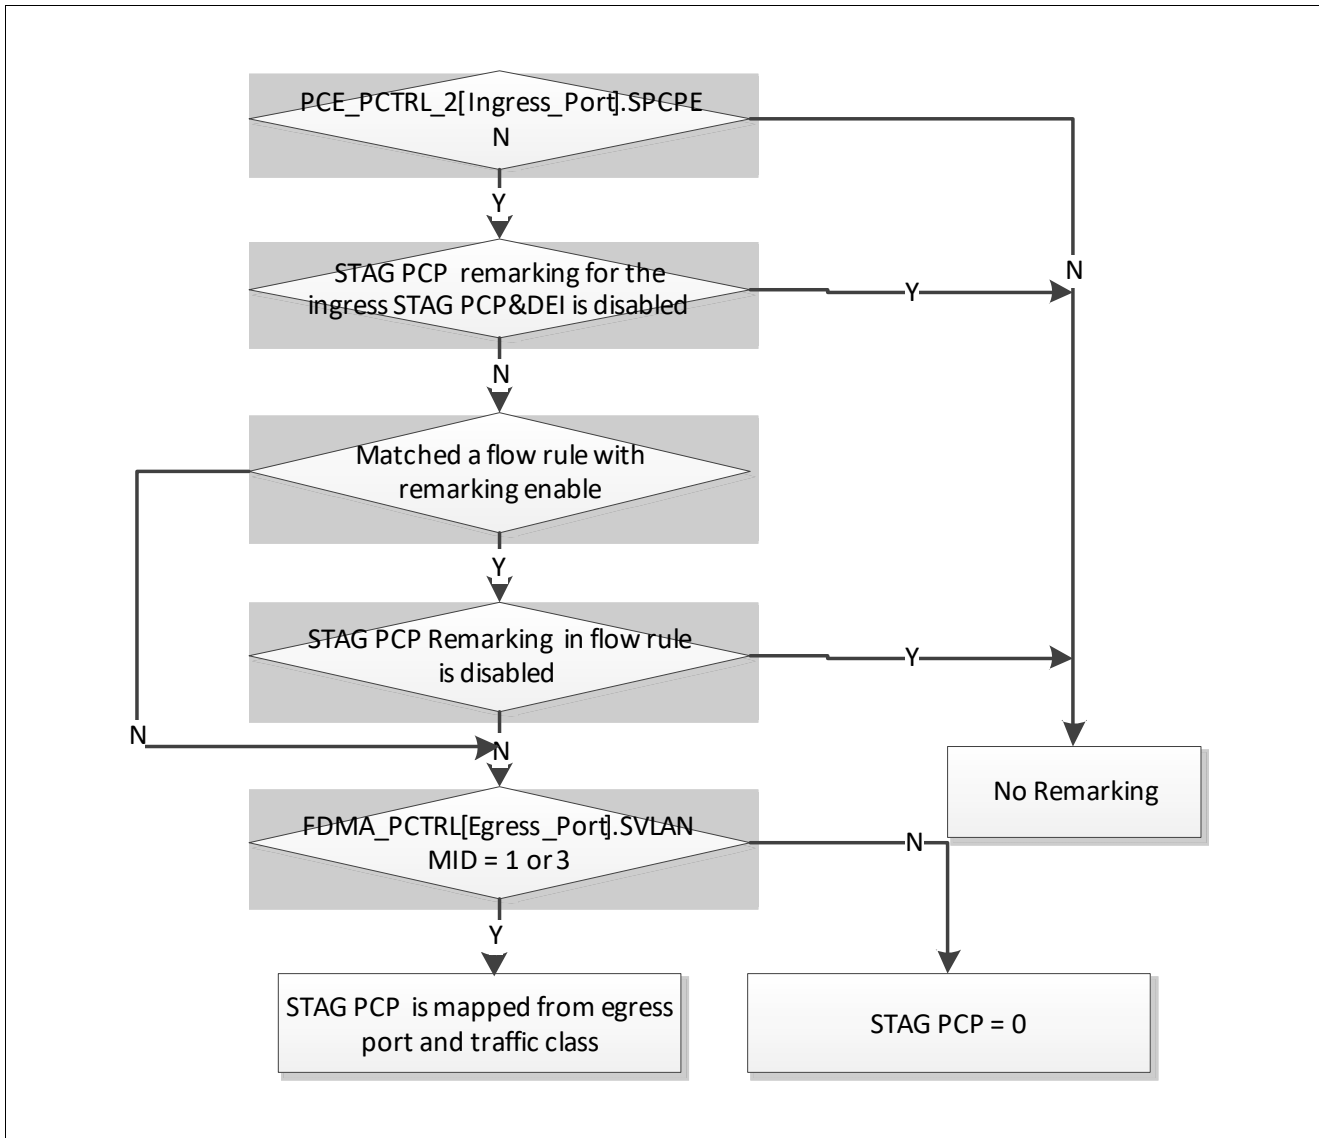 PCE_PCTRL_2[Ingress_Port].SPCPE
N
N
Y
STAG PCP remarking for the
ingress STAG PCP&DEI is disabled
Y
N
Matched a flow rule with
remarking enable
Y
STAG PCP Remarking in flow rule
is disabled
Y
N
N
No Remarking
FDMA_PCTRL[Egress_Port].SVLAN
MID = 1 or 3
N
Y
STAG PCP is mapped from egress
port and traffic class
STAG PCP = 0